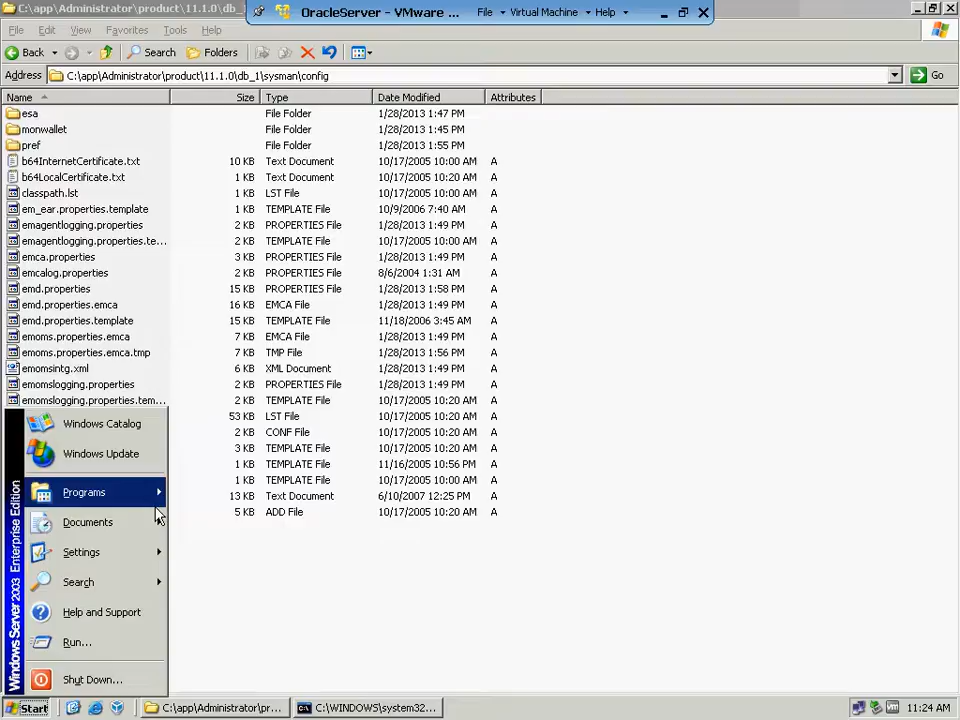 C:\app\Administrator\product\11.1.0\db_
OracleServer - VMware ... File Virtual Machine Help
File Edit View Favorites Tools Help
Back Search Folders
Address C:\app\Administrator\product\11.1.0\db_1\sysman\config Go
Name Size Type Date Modified Attributes
esa File Folder 1/28/2013 1:47 PM
monwallet File Folder 1/28/2013 1:45 PM
pref File Folder 1/28/2013 1:55 PM
b64InternetCertificate.txt 10 KB Text Document 10/17/2005 10:00 AM A
b64LocalCertificate.txt 1 KB Text Document 10/17/2005 10:20 AM A
classpath.lst 1 KB LST File 10/17/2005 10:00 AM A
em_ear.properties.template 1 KB TEMPLATE File 10/9/2006 7:40 AM A
emagentlogging.properties 2 KB PROPERTIES File 1/28/2013 1:49 PM A
emagentlogging.properties.te... 2 KB TEMPLATE File 10/17/2005 10:00 AM A
emca.properties 3 KB PROPERTIES File 1/28/2013 1:49 PM A
emcalog.properties 2 KB PROPERTIES File 8/6/2004 1:31 AM A
emd.properties 15 KB PROPERTIES File 1/28/2013 1:58 PM A
emd.properties.emca 16 KB EMCA File 1/28/2013 1:49 PM A
emd.properties.template 15 KB TEMPLATE File 11/18/2006 3:45 AM A
emoms.properties.emca 7 KB EMCA File 1/28/2013 1:49 PM A
emoms.properties.emca.tmp 7 KB TMP File 1/28/2013 1:56 PM A
emomsintg.xml 6 KB XML Document 1/28/2013 1:49 PM A
emomslogging.properties 2 KB PROPERTIES File 1/28/2013 1:49 PM A
emomslogging.properties.tem... 2 KB TEMPLATE File 10/17/2005 10:20 AM A
53 KB LST File 10/17/2005 10:20 AM A
2 KB CONF File 10/17/2005 10:20 AM A
3 KB TEMPLATE File 10/17/2005 10:20 AM A
1 KB TEMPLATE File 11/16/2005 10:56 PM A
1 KB TEMPLATE File 10/17/2005 10:20 AM A
13 KB Text Document 6/10/2007 12:25 PM A
5 KB ADD File 10/17/2005 10:20 AM A
Windows Catalog
Windows Update
Programs
Documents
Settings
Search
Help and Support
Run...
Shut Down...
Windows Server 2003 Enterprise Edition
Start C:\app\Administrator\pr... C:\WINDOWS\system32... 11:24 AM